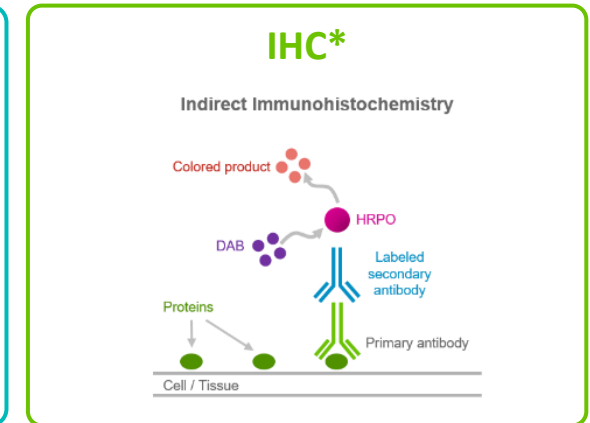 IHC*
Indirect Immunohistochemistry
Colored product
HRPO
DAB
Labeled
secondary
antibody
Proteins
Primary antibody
Cell / Tissue